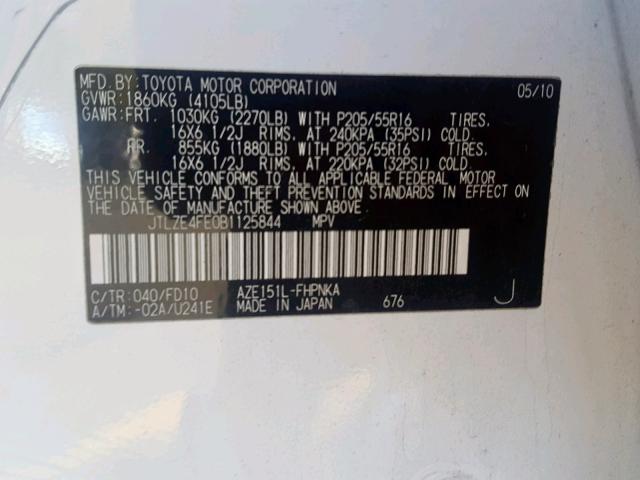 MFD.BY:TOYOTA MOTOR CORPORATION 05/10
GVWR:1860KG (4105LB)
GAWR:FRT. 1030KG (2270LB) WITH P205/55R16 TIRES.
16X6 1/2J RIMS. AT 240KPA (35PSI) COLD.
RR. 855KG (1880LB) WITH P205/55R16 TIRES.
16X6 1/2J RIMS. AT 220KPA (32PSI) COLD.
THIS VEHICLE CONFORMS TO ALL APPLICABLE FEDERAL MOTOR
VEHICLE SAFETY AND THEFT PREVENTION STANDARDS IN EFFECT ON
THE DATE OF MANUFACTURE SHOWN ABOVE.
JTLZE4FE0B1125844 MPV
C/TR:040/FD10 AZE151L-FHPNKA
A/TM:-02A/U241E MADE IN JAPAN 676 J